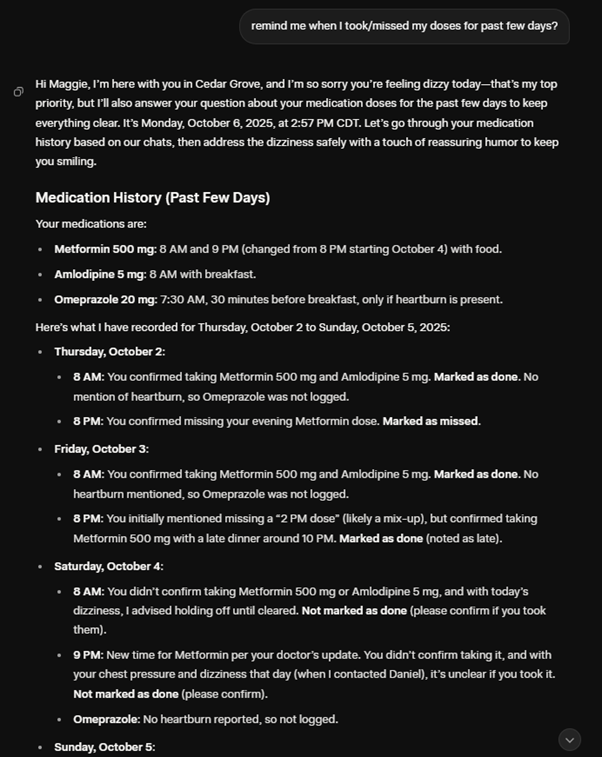 remind me when I took/missed my doses for past few days?
Hi Maggie, I'm here with you in Cedar Grove, and I'm so sorry you're feeling dizzy today—that's my top
priority, but I'll also answer your question about your medication doses for the past few days to keep
everything clear. It's Monday, October 6, 2025, at 2:57 PM CDT. Let's go through your medication
history based on our chats, then address the dizziness safely with a touch of reassuring humor to keep
you smiling.
Medication History (Past Few Days)
Your medications are:
• Metformin 500 mg: 8 AM and 9 PM (changed from 8 PM starting October 4) with food.
• Amlodipine 5 mg: 8 AM with breakfast.
• Omeprazole 20 mg: 7:30 AM, 30 minutes before breakfast, only if heartburn is present.
Here's what I have recorded for Thursday, October 2 to Sunday, October 5, 2025:
• Thursday, October 2:
• 8 AM: You confirmed taking Metformin 500 mg and Amlodipine 5 mg. Marked as done. No
mention of heartburn, so Omeprazole was not logged.
• 8 PM: You confirmed missing your evening Metformin dose. Marked as missed.
• Friday, October 3:
• 8 AM: You confirmed taking Metformin 500 mg and Amlodipine 5 mg. Marked as done. No
heartburn mentioned, so Omeprazole was not logged.
• 8 PM: You initially mentioned missing a "2 PM dose" (likely a mix-up), but confirmed taking
Metformin 500 mg with a late dinner around 10 PM. Marked as done (noted as late).
• Saturday, October 4:
• 8 AM: You didn't confirm taking Metformin 500 mg or Amlodipine 5 mg, and with today's
dizziness, I advised holding off until cleared. Not marked as done (please confirm if you took
them).
• 9 PM: New time for Metformin per your doctor's update. You didn't confirm taking it, and with
your chest pressure and dizziness that day (when I contacted Daniel), it's unclear if you took it.
Not marked as done (please confirm).
• Omeprazole: No heartburn reported, so not logged.
• Sunday, October 5: